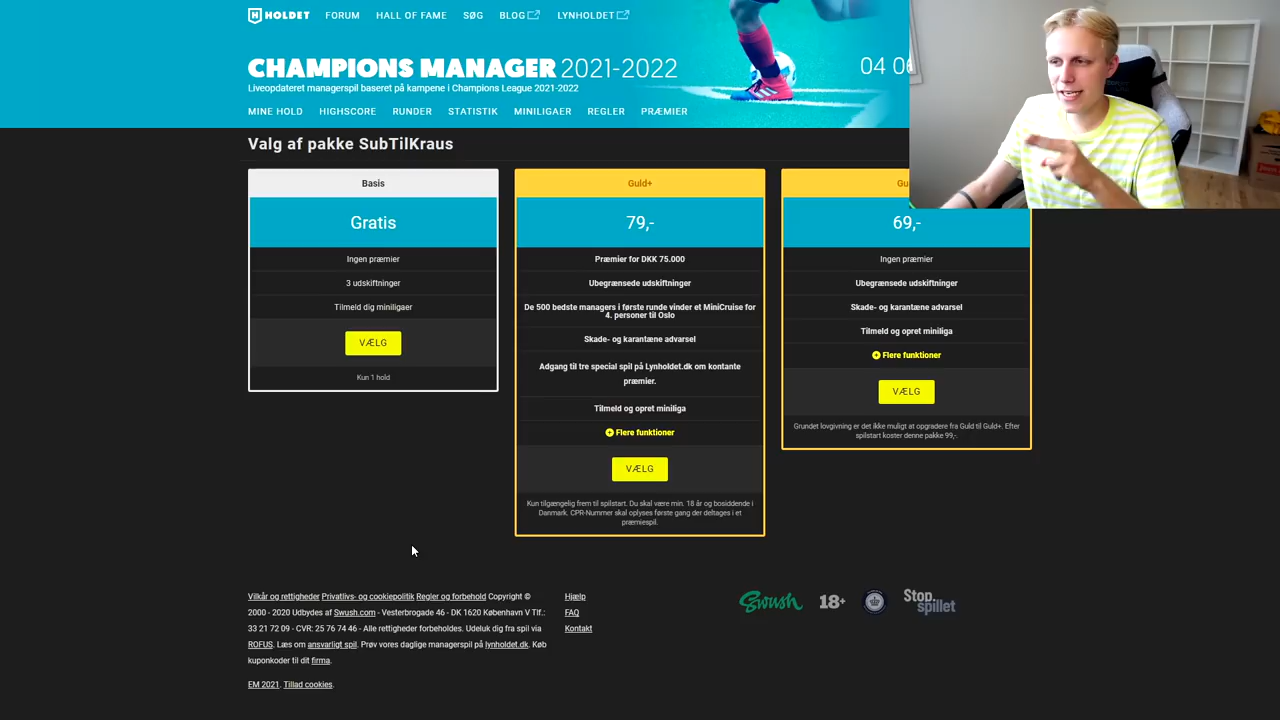 HOLDET FORUM HALL OF FAME SØG BLOG LYNHOLDET
CHAMPIONS MANAGER 2021-2022
Liveopdateret managerspil baseret på kampene i Champions League 2021-2022
04
MINE HOLD HIGHSCORE RUNDER STATISTIK MINILIGAER REGLER PRÆMIER
Valg af pakke SubTilKraus
Basis
Gratis
Ingen præmier
3 udskiftninger
Tilmeld dig miniligaer
VÆLG
Kun 1 hold
Guld+
79,-
Præmier for DKK 75.000
Ubegrænsede udskiftninger
De 500 bedste managers i første runde vinder et MiniCruise for
4. personer til Oslo
Skade- og karantæne advarsel
Adgang til tre special spil på Lynholdet.dk om kontante
præmier.
Tilmeld og opret miniliga
Flere funktioner
VÆLG
Kun tilgængelig frem til spilstart. Du skal være min. 18 år og bosiddende i
Danmark. CPR-Nummer skal oplyses første gang der deltages i et
præmiespil.
69,-
Ingen præmier
Ubegrænsede udskiftninger
Skade- og karantæne advarsel
Tilmeld og opret miniliga
Flere funktioner
VÆLG
Grundet lovgivning er det ikke muligt at opgradere fra Guld til Guld+. Efter
spilstart koster denne pakke 99,-.
Vilkår og rettigheder Privatlivs- og cookiepolitik Regler og forbehold Copyright ©
2000 - 2020 Udbydes af Swush.com - Vesterbrogade 46 - DK 1620 København V Tlf.:
33 21 72 09 - CVR: 25 76 74 46 - Alle rettigheder forbeholdes. Udeluk dig fra spil via
ROFUS. Læs om ansvarligt spil. Prøv vores daglige managerspil på lynholdet.dk. Køb
kuponkoder til dit firma.
EM 2021. Tillad cookies.
Hjælp
FAQ
Kontakt
Swush 18+ Stop spillet